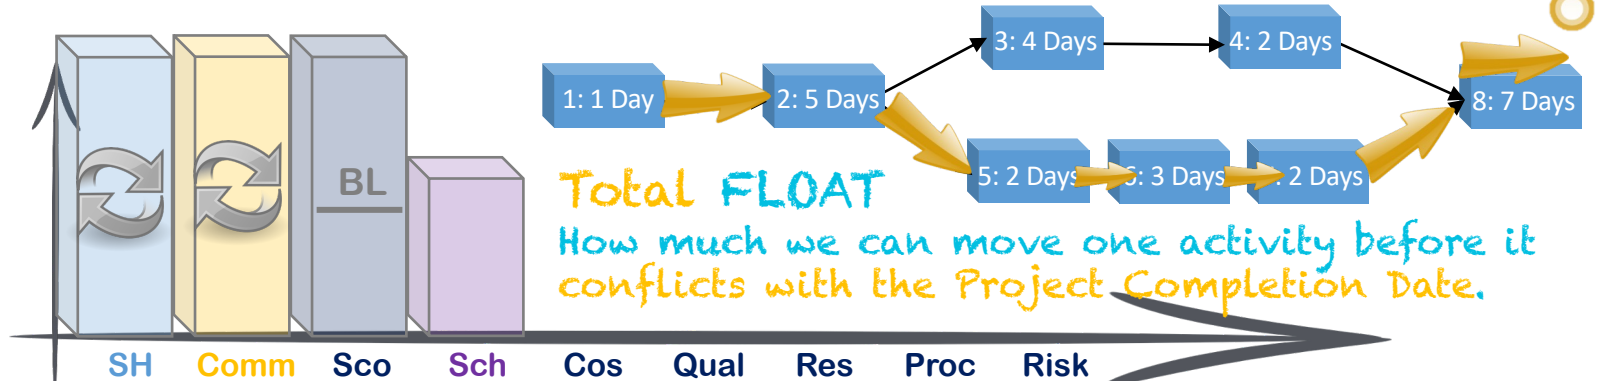 3: 4 Days
4: 2 Days
1: 1 Day
2: 5 Days
8: 7 Days
BL
5: 2 Days
: 3 Days
: 2 Days
Total FLOAT
How much we can move one activity before it
conflicts with the Project Completion Date.
SH Comm Sco Sch Cos Qual Res Proc Risk